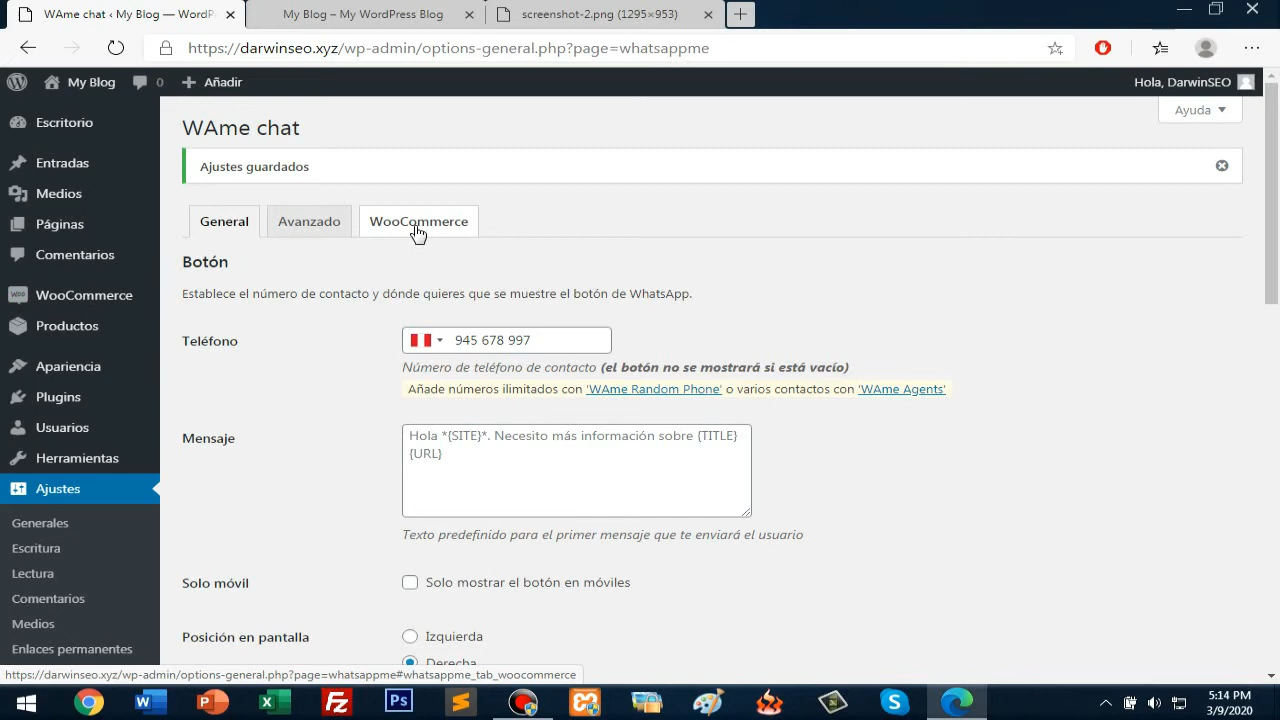 WAme chat ‹ My Blog — WordPr
My Blog – My WordPress Blog
screenshot-2.png (1295×953)
https://darwinseo.xyz/wp-admin/options-general.php?page=whatsappme
My Blog
0
Añadir
Hola, DarwinSEO
Escritorio
Entradas
Medios
Páginas
Comentarios
WooCommerce
Productos
Apariencia
Plugins
Usuarios
Herramientas
Ajustes
Generales
Escritura
Lectura
Comentarios
Medios
Enlaces permanentes
Ayuda
WAme chat
Ajustes guardados
General
Avanzado
WooCommerce
Botón
Establece el número de contacto y dónde quieres que se muestre el botón de WhatsApp.
Teléfono
945 678 997
Número de teléfono de contacto (el botón no se mostrará si está vacío)
Añade números ilimitados con 'WAme Random Phone' o varios contactos con 'WAme Agents'
Mensaje
Hola *{SITE}*. Necesito más información sobre {TITLE}
{URL}
Texto predefinido para el primer mensaje que te enviará el usuario
Solo móvil
Solo mostrar el botón en móviles
Posición en pantalla
Izquierda
Derecha
https://darwinseo.xyz/wp-admin/options-general.php?page=whatsappme#whatsappme_tab_woocommerce
5:14 PM
3/9/2020